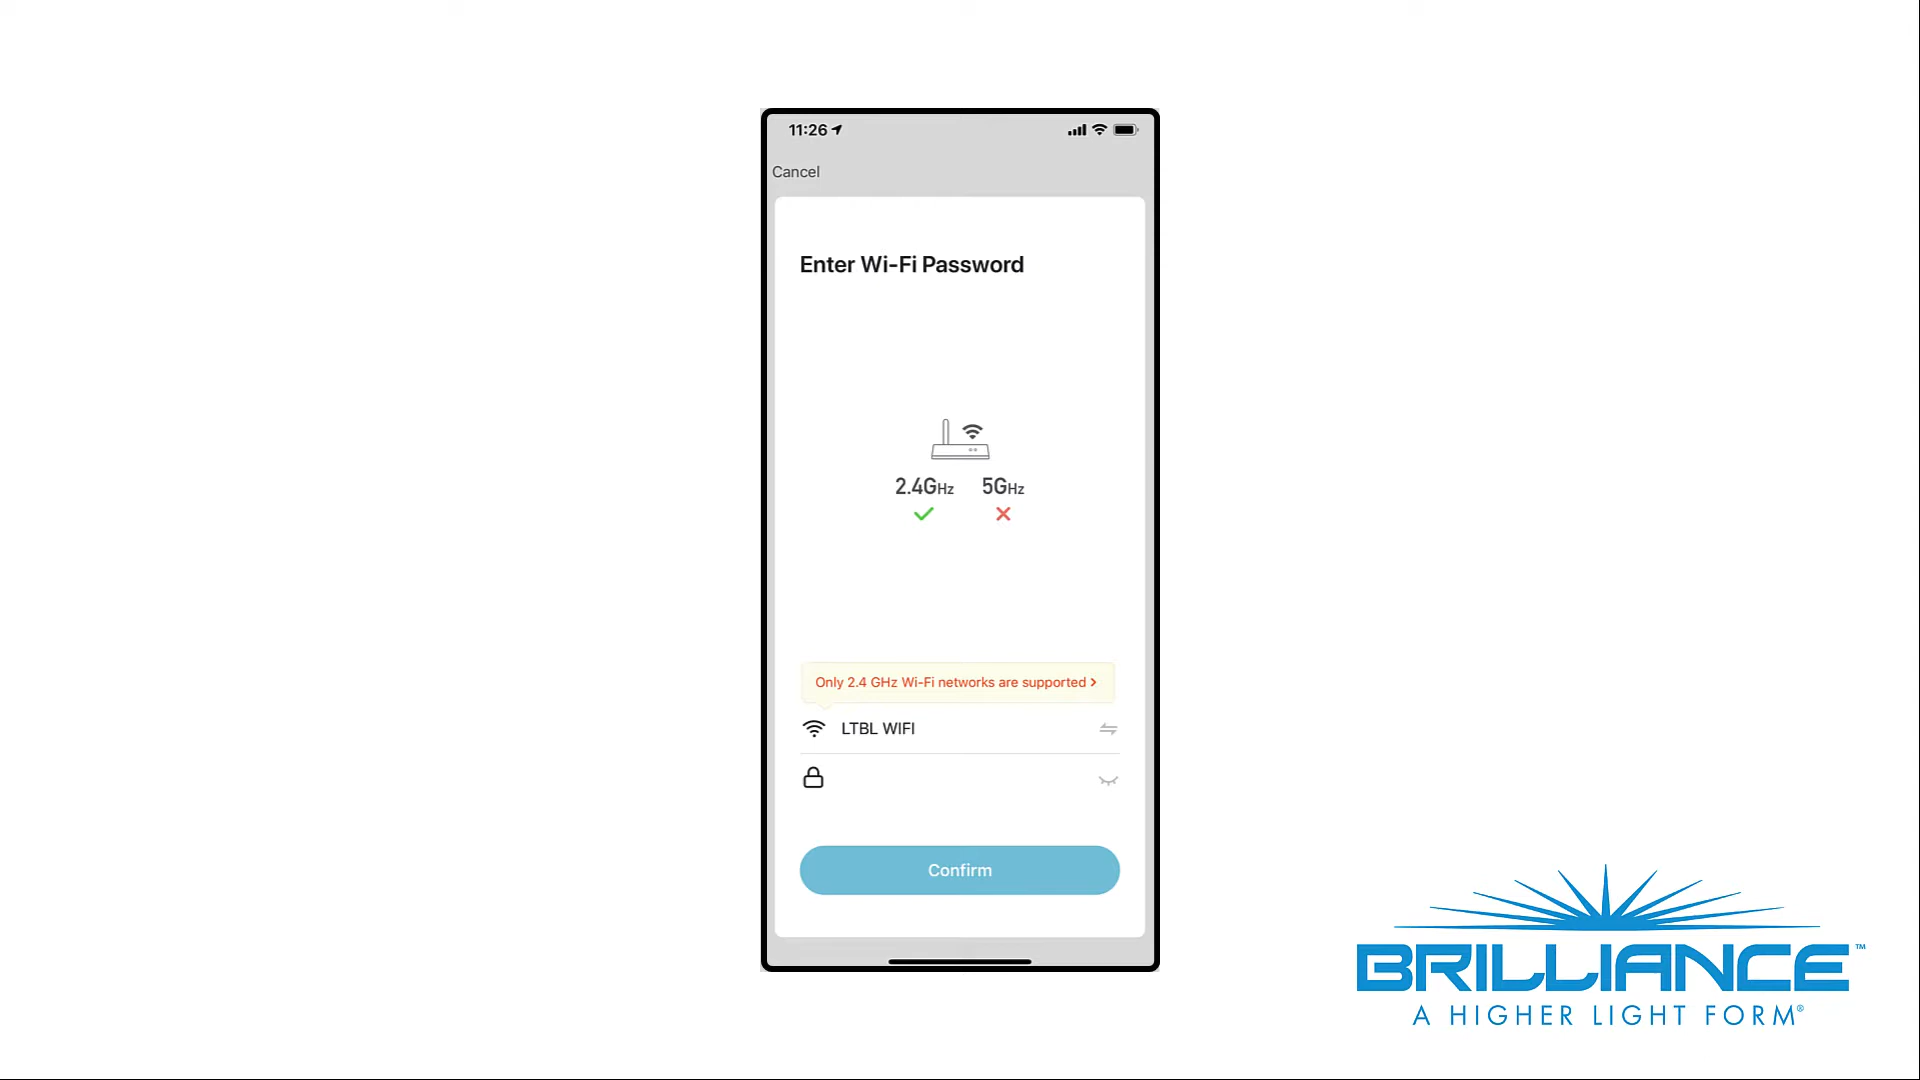 11:26
Cancel
Enter Wi-Fi Password
2.4GHz 5GHz
Only 2.4 GHz Wi-Fi networks are supported >
LTBL WIFI
Confirm
BRILLIANCE™
A HIGHER LIGHT FORM®